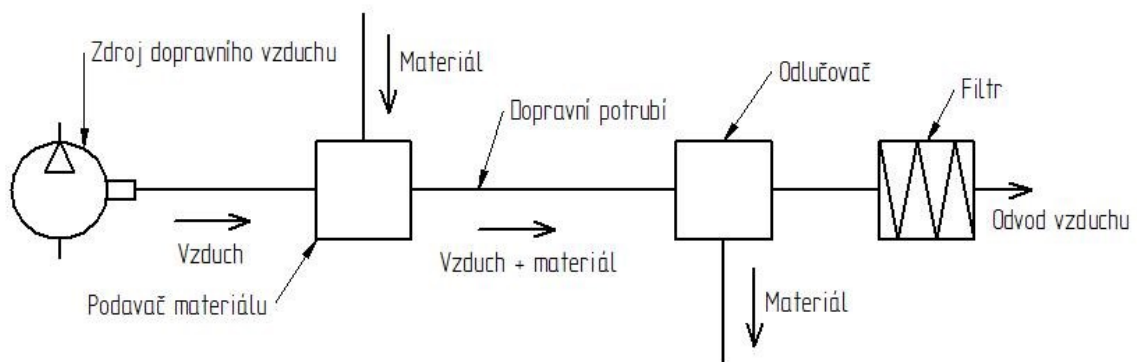 Zdroj dopravního vzduchu
Materiál
Odlučovač
Filtr
Dopravní potrubí
Vzduch
Vzduch + materiál
Odvod vzduchu
Podavač materiálu
Materiál